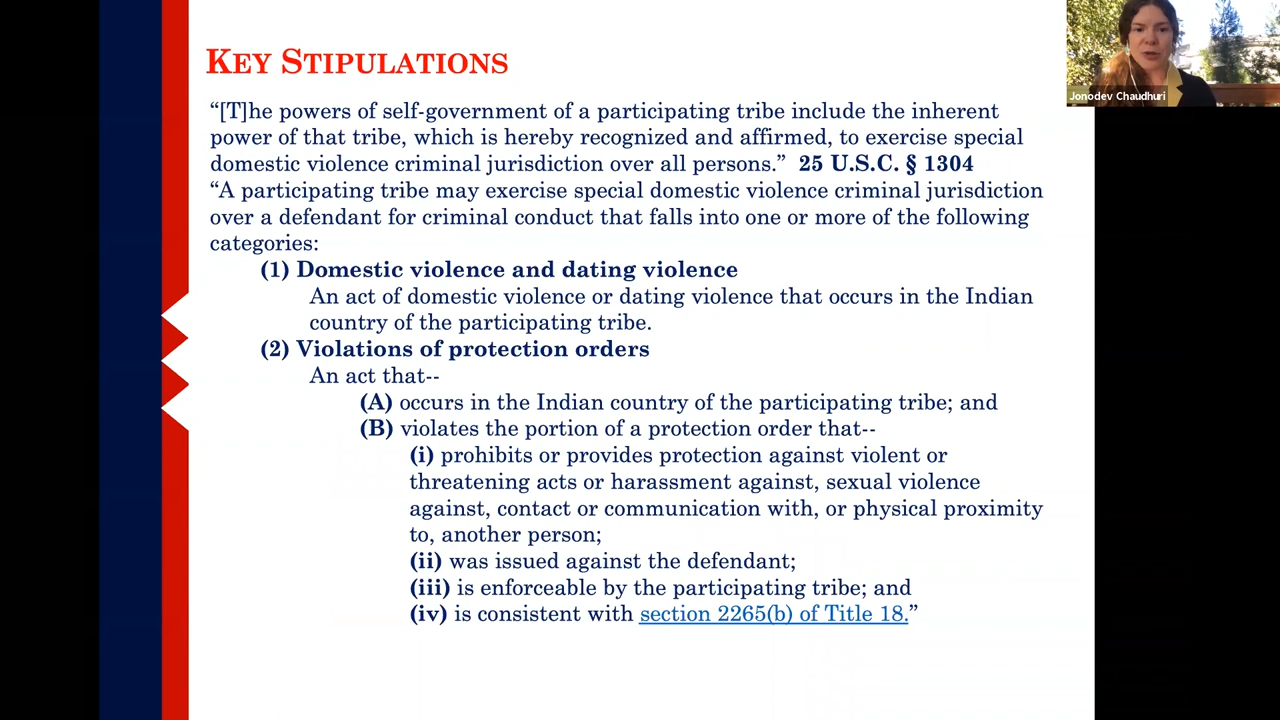 KEY STIPULATIONS
Jonodev Chaudhuri
“[T]he powers of self-government of a participating tribe include the inherent
power of that tribe, which is hereby recognized and affirmed, to exercise special
domestic violence criminal jurisdiction over all persons.” 25 U.S.C. § 1304
“A participating tribe may exercise special domestic violence criminal jurisdiction
over a defendant for criminal conduct that falls into one or more of the following
categories:
(1) Domestic violence and dating violence
An act of domestic violence or dating violence that occurs in the Indian
country of the participating tribe.
(2) Violations of protection orders
An act that--
(A) occurs in the Indian country of the participating tribe; and
(B) violates the portion of a protection order that--
(i) prohibits or provides protection against violent or
threatening acts or harassment against, sexual violence
against, contact or communication with, or physical proximity
to, another person;
(ii) was issued against the defendant;
(iii) is enforceable by the participating tribe; and
(iv) is consistent with section 2265(b) of Title 18.”